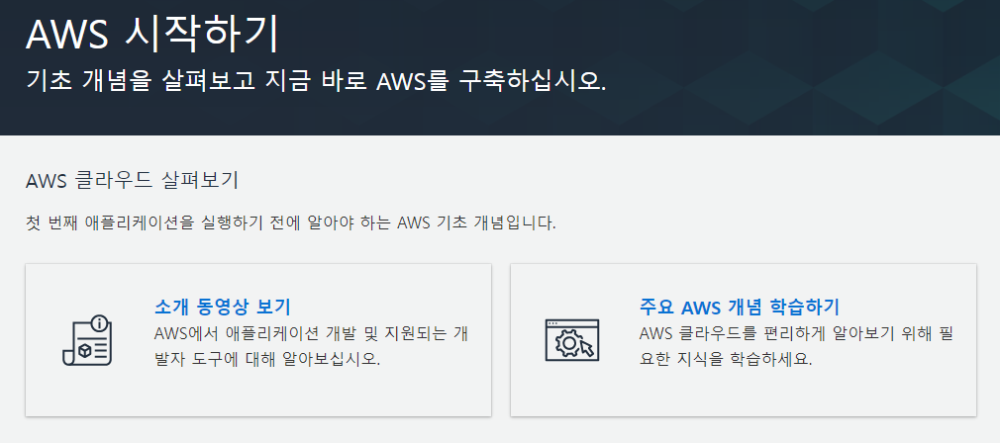 AWS 시작하기
기초 개념을 살펴보고 지금 바로 AWS를 구축하십시오.
AWS 클라우드 살펴보기
첫 번째 애플리케이션을 실행하기 전에 알아야 하는 AWS 기초 개념입니다.
소개 동영상 보기
AWS에서 애플리케이션 개발 및 지원되는 개
발자 도구에 대해 알아보십시오.
주요 AWS 개념 학습하기
AWS 클라우드를 편리하게 알아보기 위해 필
요한 지식을 학습하세요.